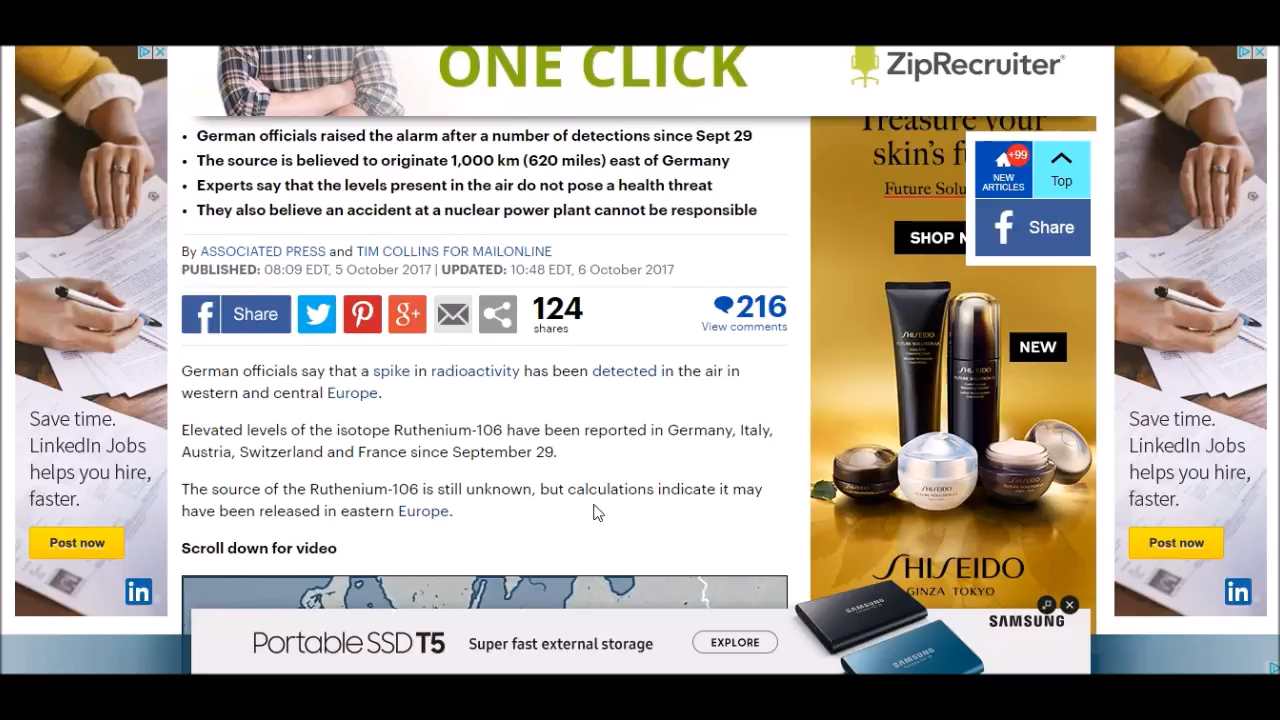 ONE CLICK
ZipRecruiter®
• German officials raised the alarm after a number of detections since Sept 29
• The source is believed to originate 1,000 km (620 miles) east of Germany
• Experts say that the levels present in the air do not pose a health threat
• They also believe an accident at a nuclear power plant cannot be responsible
By ASSOCIATED PRESS and TIM COLLINS FOR MAILONLINE
PUBLISHED: 08:09 EDT, 5 October 2017 | UPDATED: 10:48 EDT, 6 October 2017
f Share
g+
124
shares
216
View comments
German officials say that a spike in radioactivity has been detected in the air in
western and central Europe.
Elevated levels of the isotope Ruthenium-106 have been reported in Germany, Italy,
Austria, Switzerland and France since September 29.
The source of the Ruthenium-106 is still unknown, but calculations indicate it may
have been released in eastern Europe.
Scroll down for video
Treasure your
skin's
Future
SHOP
+99
NEW
ARTICLES
Top
f Share
SHISEIDO
SHISEIDO
NEW
SHISEIDO
GINZA TOKYO
Save time.
LinkedIn Jobs
helps you hire,
faster.
Post now
in
Save time.
LinkedIn Jobs
helps you hire,
faster.
Post now
in
Portable SSD T5
Super fast external storage
EXPLORE
SAMSUNG
SAMSUNG
SAMSUNG